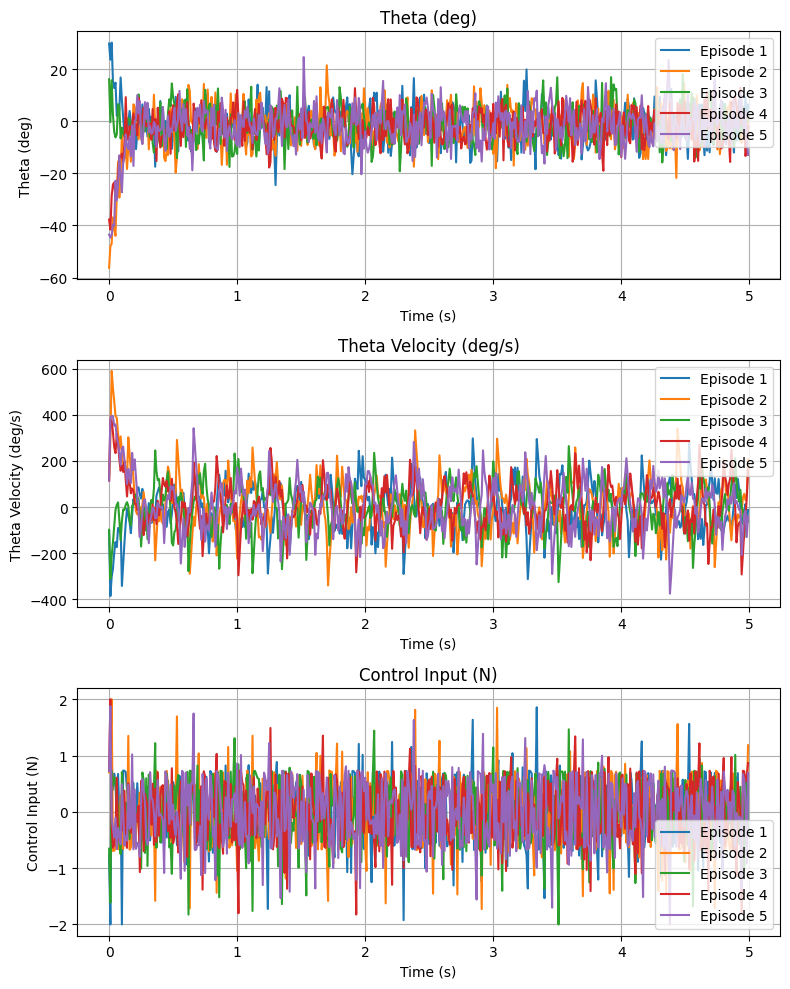 Theta (deg)
Theta (deg)
20
0
−20
−40
−60
Episode 1
Episode 2
Episode 3
Episode 4
Episode 5
0 1 2 3 4 5
Time (s)
Theta Velocity (deg/s)
Theta Velocity (deg/s)
600
400
200
0
−200
−400
Episode 1
Episode 2
Episode 3
Episode 4
Episode 5
0 1 2 3 4 5
Time (s)
Control Input (N)
Control Input (N)
2
1
0
−1
−2
Episode 1
Episode 2
Episode 3
Episode 4
Episode 5
0 1 2 3 4 5
Time (s)